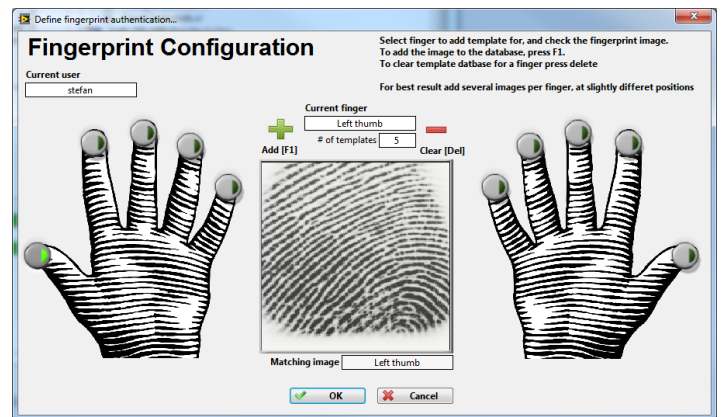 Define fingerprint authentication...
Fingerprint Configuration
Select finger to add template for, and check the fingerprint image.
To add the image to the database, press F1.
To clear template datbase for a finger press delete
For best result add several images per finger, at slightly differet positions
Current user
stefan
Current finger
Left thumb
# of templates 5
Add [F1]
Clear [Del]
Matching image Left thumb
OK
Cancel